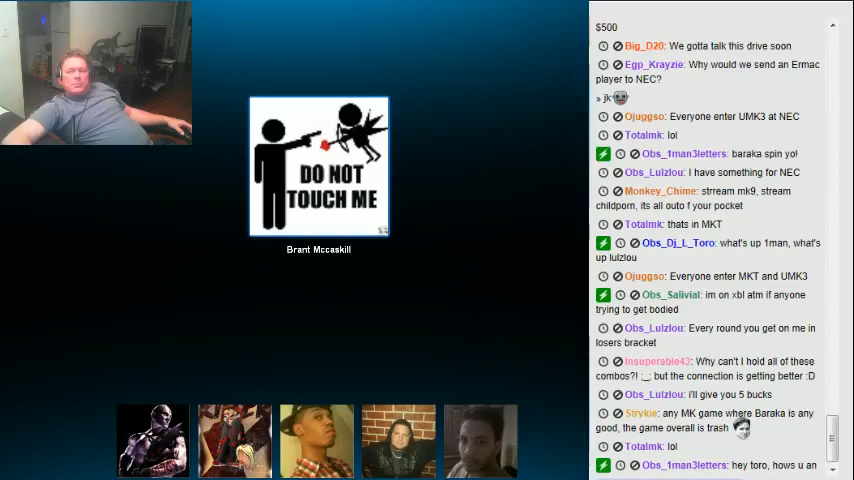 DO NOT
TOUCH ME
Brant Mccaskill
$500
Big_D20: We gotta talk this drive soon
Egp_Krayzie: Why would we send an Ermac
player to NEC?
» jk
Ojuggso: Everyone enter UMK3 at NEC
Totalmk: lol
Obs_1man3letters: baraka spin yo!
Obs_Lulzlou: I have something for NEC
Monkey_Chime: strream mk9, stream
childporn, its all outo f your pocket
Totalmk: thats in MKT
Obs_Dj_L_Toro: what's up 1man, what's
up lulzlou
Ojuggso: Everyone enter MKT and UMK3
Obs_Salivial: im on xbl atm if anyone
trying to get bodied
Obs_Lulzlou: Every round you get on me in
losers bracket
Insuperable43: Why can't I hold all of these
combos?! ;_; but the connection is getting better :D
Obs_Lulzlou: i'll give you 5 bucks
Strykie: any MK game where Baraka is any
good, the game overall is trash
Totalmk: lol
Obs_1man3letters: hey toro, hows u an